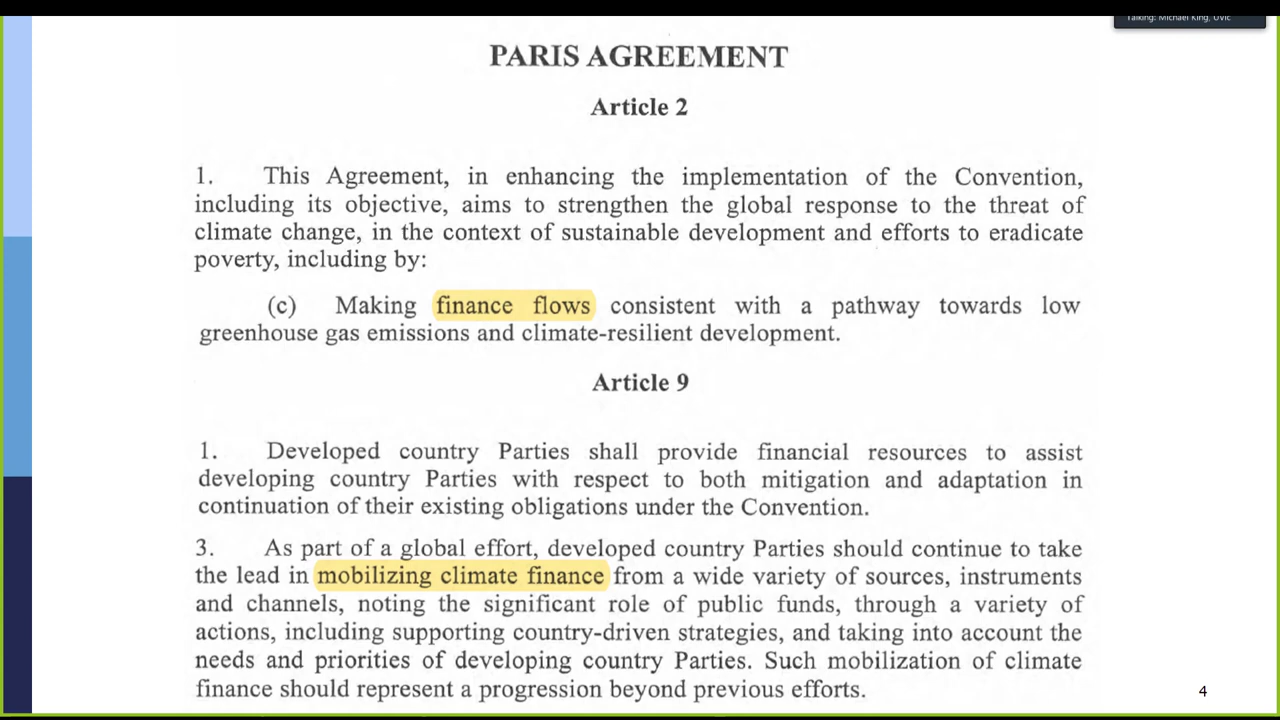 Talking: Michael King, UVic
PARIS AGREEMENT
Article 2
1. This Agreement, in enhancing the implementation of the Convention,
including its objective, aims to strengthen the global response to the threat of
climate change, in the context of sustainable development and efforts to eradicate
poverty, including by:
(c) Making finance flows consistent with a pathway towards low
greenhouse gas emissions and climate-resilient development.
Article 9
1. Developed country Parties shall provide financial resources to assist
developing country Parties with respect to both mitigation and adaptation in
continuation of their existing obligations under the Convention.
3. As part of a global effort, developed country Parties should continue to take
the lead in mobilizing climate finance from a wide variety of sources, instruments
and channels, noting the significant role of public funds, through a variety of
actions, including supporting country-driven strategies, and taking into account the
needs and priorities of developing country Parties. Such mobilization of climate
finance should represent a progression beyond previous efforts.
4